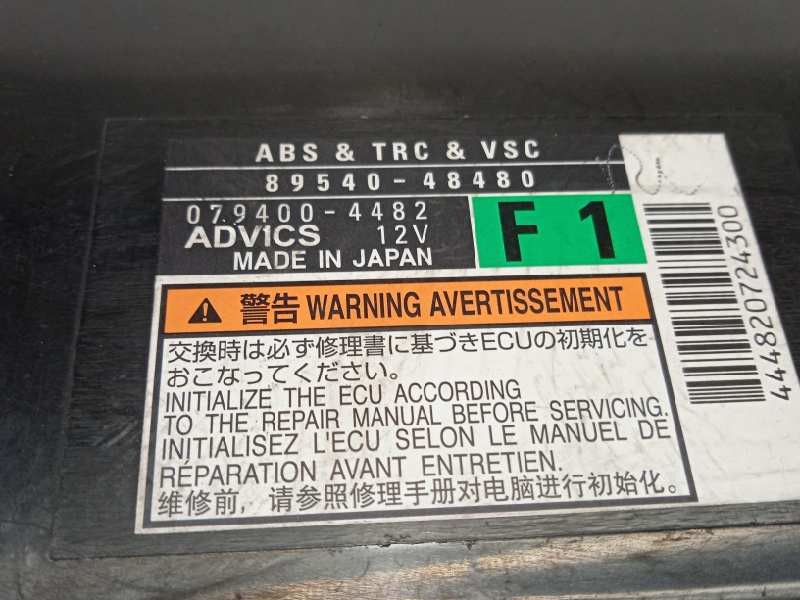 ABS & TRC & VSC
89540-48480
079400-4482
ADVICS 12V
MADE IN JAPAN
F1
警告 WARNING AVERTISSEMENT
交換時は必ず修理書に基づきECUの初期化を
おこなってください。
INITIALIZE THE ECU ACCORDING
TO THE REPAIR MANUAL BEFORE SERVICING.
INITIALISEZ L'ECU SELON LE MANUEL DE
RÉPARATION AVANT ENTRETIEN.
维修前，请参照修理手册对电脑进行初始化。
444820724300